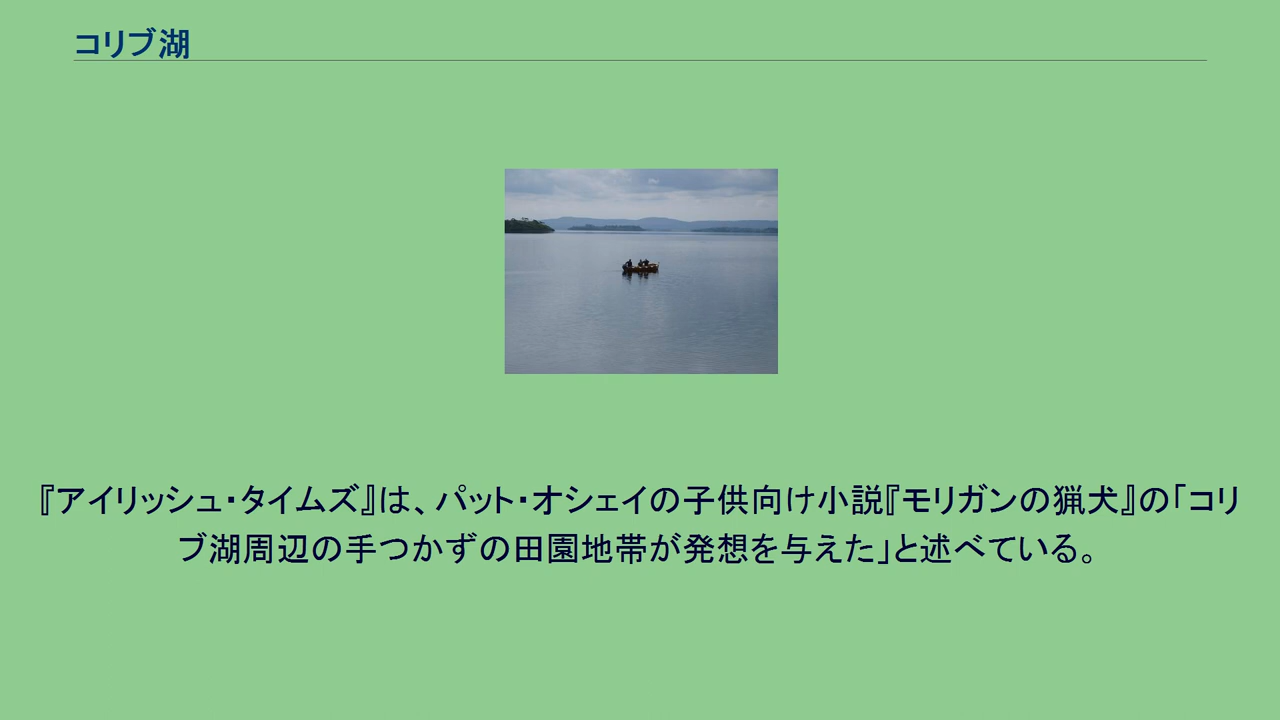 コリブ湖
『アイリッシュ・タイムズ』は、パット・オシェイの子供向け小説『モリガンの猟犬』の「コリ
ブ湖周辺の手つかずの田園地帯が発想を与えた」と述べている。